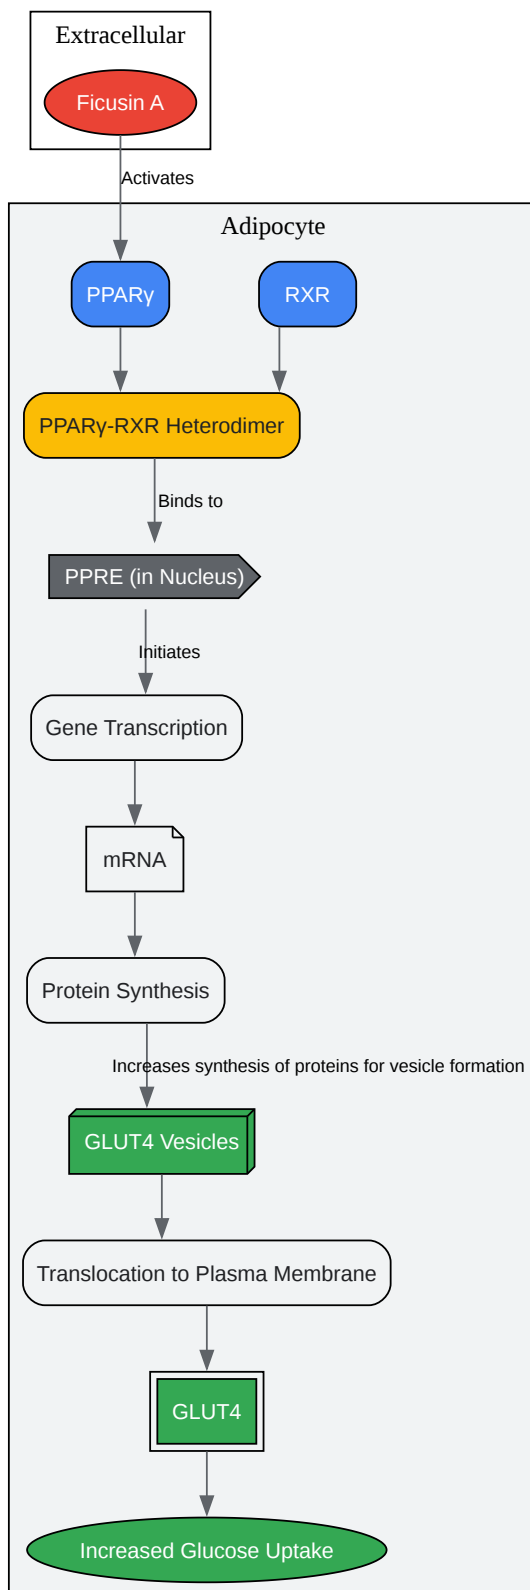 Extracellular
Ficusin A
Activates
Adipocyte
PPARγ
RXR
PPARγ-RXR Heterodimer
Binds to
PPRE (in Nucleus)
Initiates
Gene Transcription
mRNA
Protein Synthesis
Increases synthesis of proteins for vesicle formation
GLUT4 Vesicles
Translocation to Plasma Membrane
GLUT4
Increased Glucose Uptake